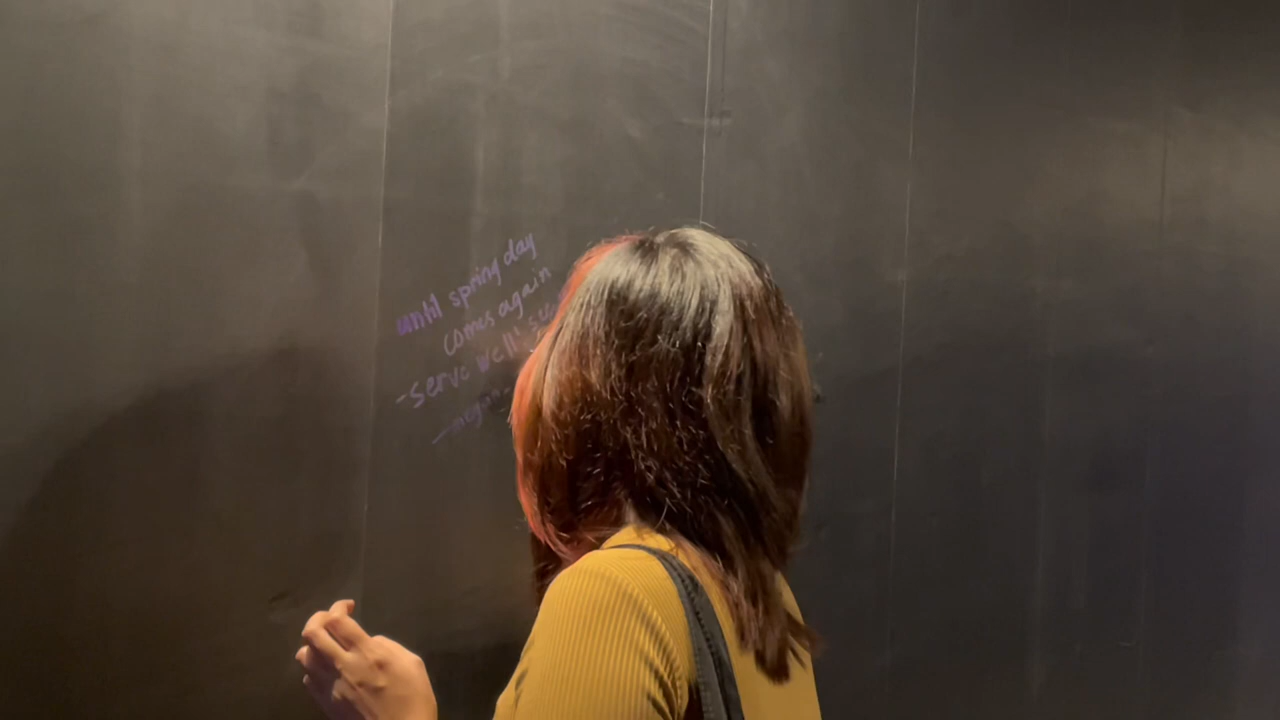 until spring day
comes again
-serve well